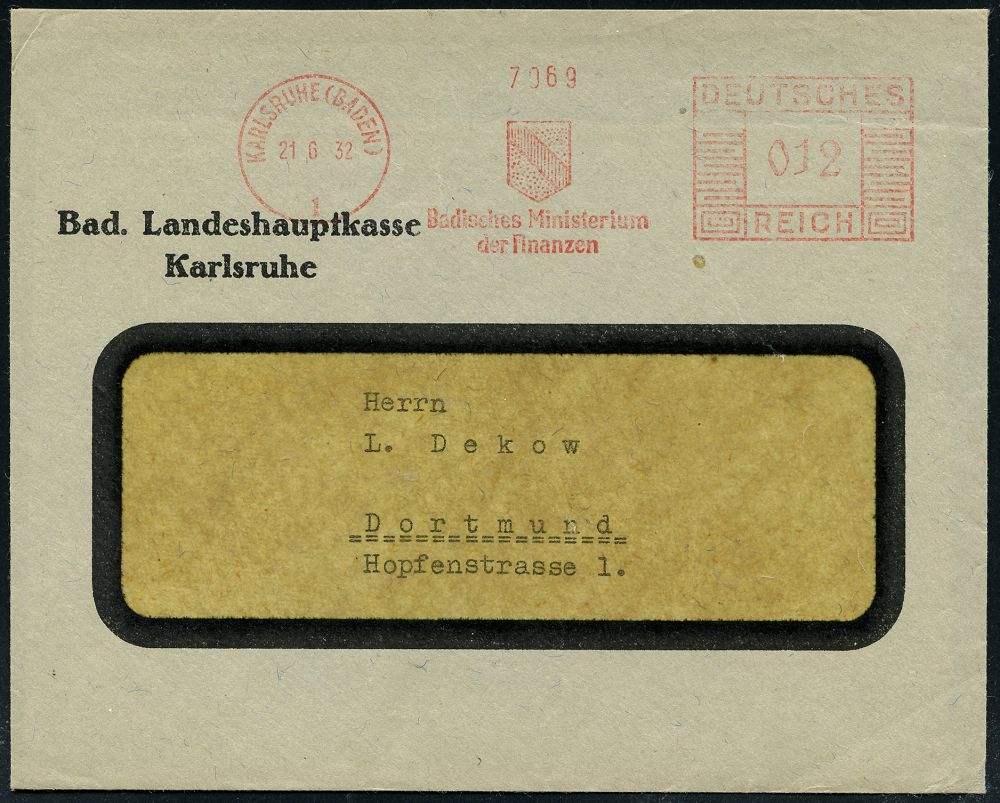 7069
KARLSRUHE (BADEN)
21 6 32
1
DEUTSCHES
012
REICH
Badisches Ministerium
der Finanzen
Bad. Landeshauptkasse
Karlsruhe
Herrn
L. Dekow
Dortmund
Hopfenstrasse 1.